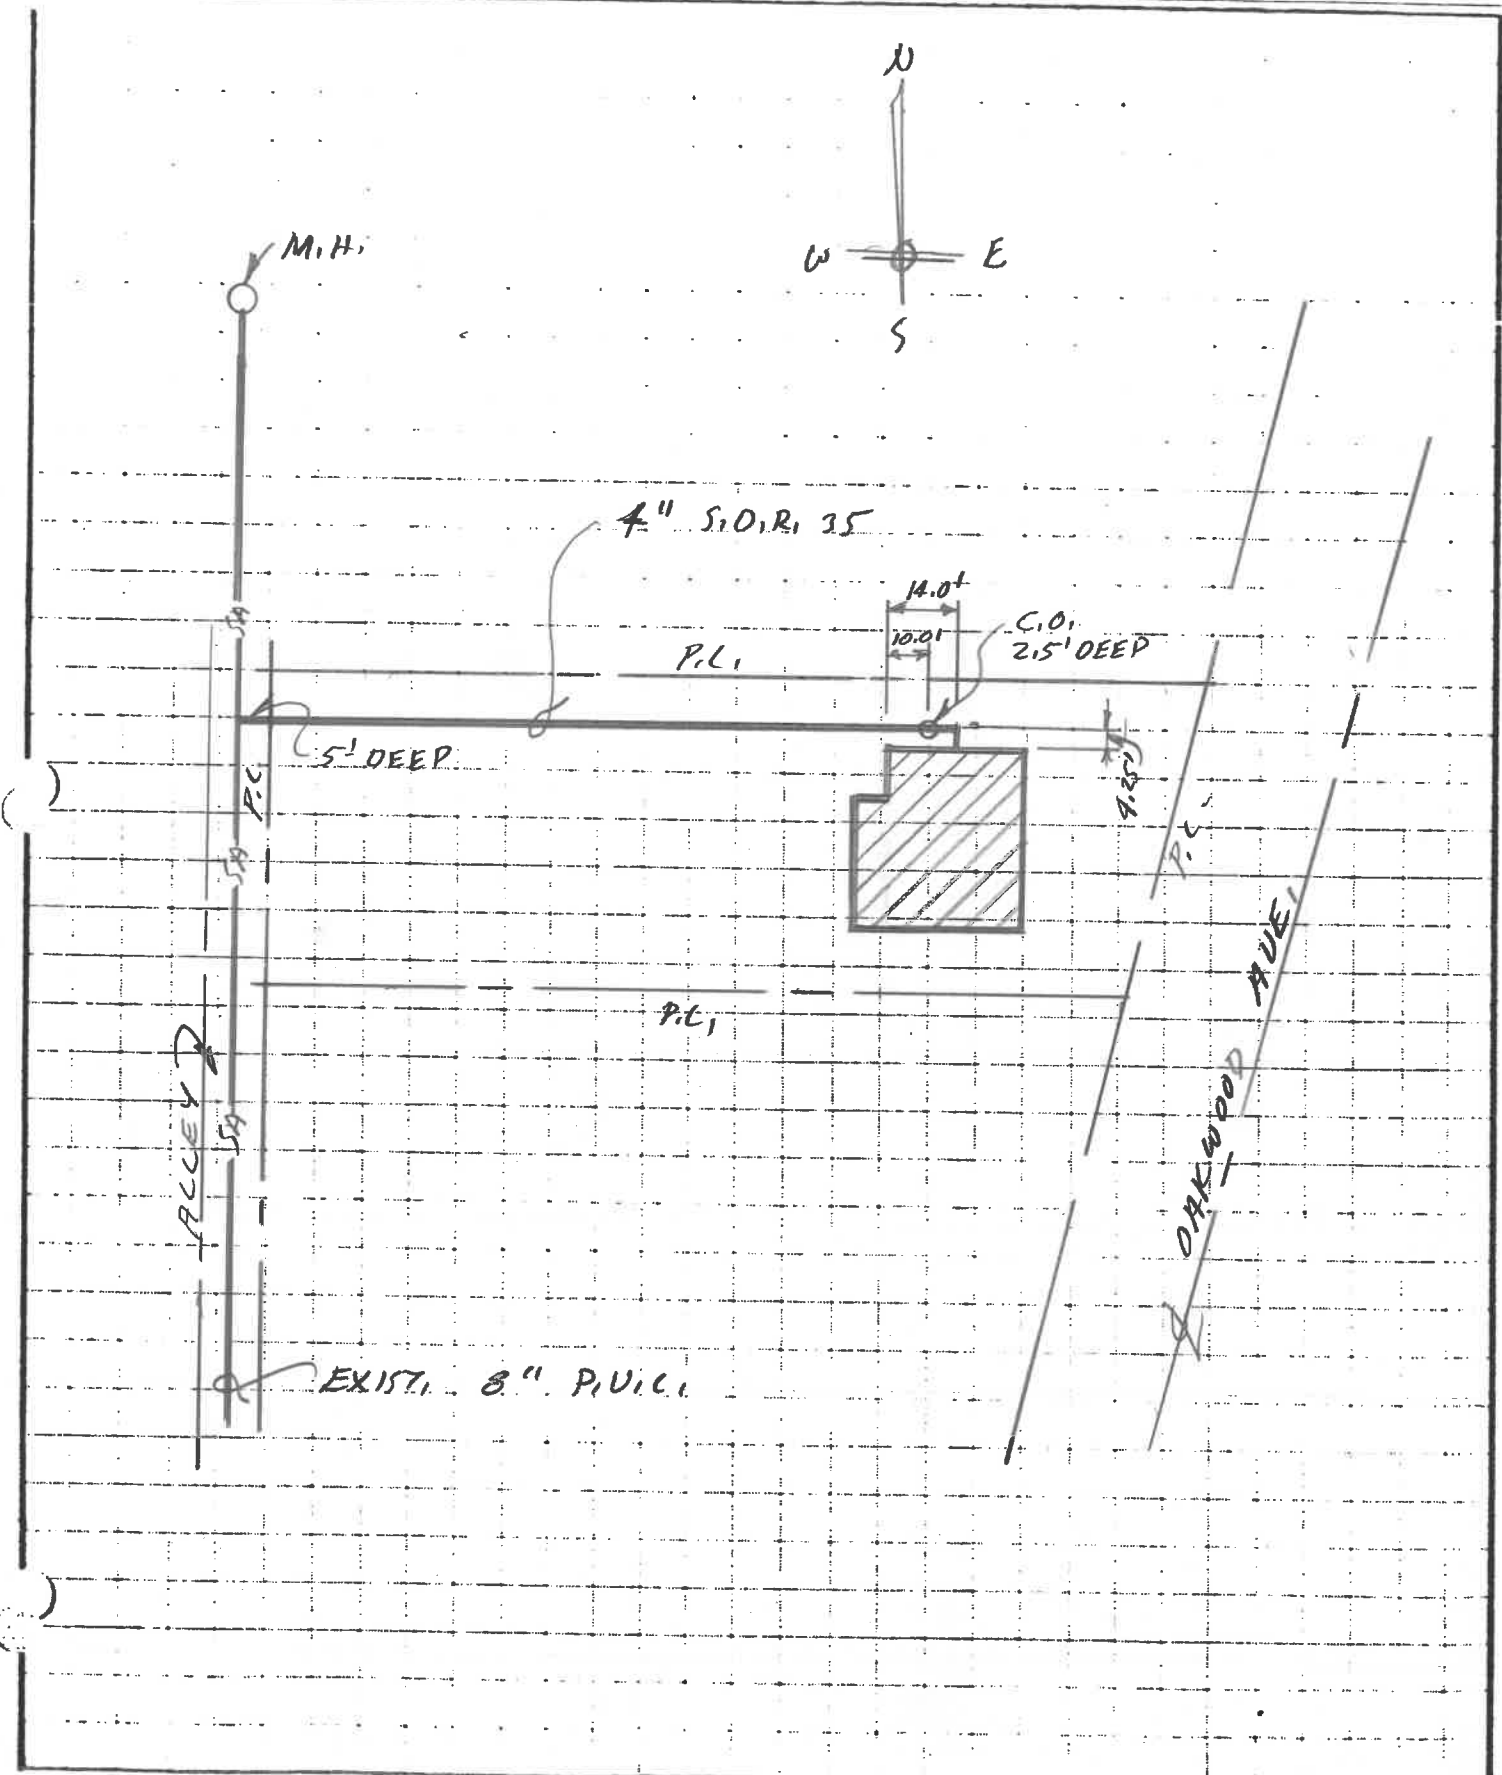 N
M.H.
W E
S
4" S.D.R. 35
14.0'
10.0'
C.O.
2.5' DEEP
P.L.
SA
5' DEEP
P.L.
4.25'
P.L.
SA
P.L.
OAKWOOD AVE.
ALLEY
SA
EXIST. 8" P.V.C.